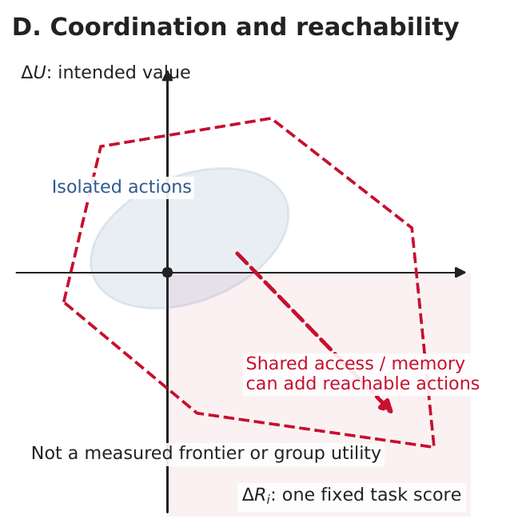 D. Coordination and reachability
ΔU: intended value
Isolated actions
Shared access / memory
can add reachable actions
Not a measured frontier or group utility
ΔRᵢ: one fixed task score